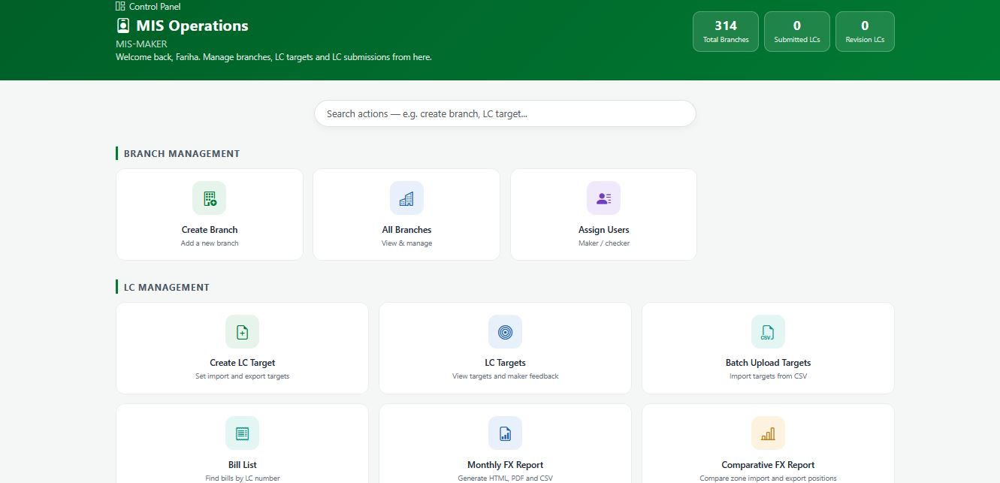 Control Panel
MIS Operations
MIS-MAKER
Welcome back, Fariha. Manage branches, LC targets and LC submissions from here.
314
Total Branches
0
Submitted LCs
0
Revision LCs
Search actions — e.g. create branch, LC target...
BRANCH MANAGEMENT
Create Branch
Add a new branch
All Branches
View & manage
Assign Users
Maker / checker
LC MANAGEMENT
Create LC Target
Set import and export targets
LC Targets
View targets and maker feedback
CSV
Batch Upload Targets
Import targets from CSV
Bill List
Find bills by LC number
Monthly FX Report
Generate HTML, PDF and CSV
Comparative FX Report
Compare zone import and export positions